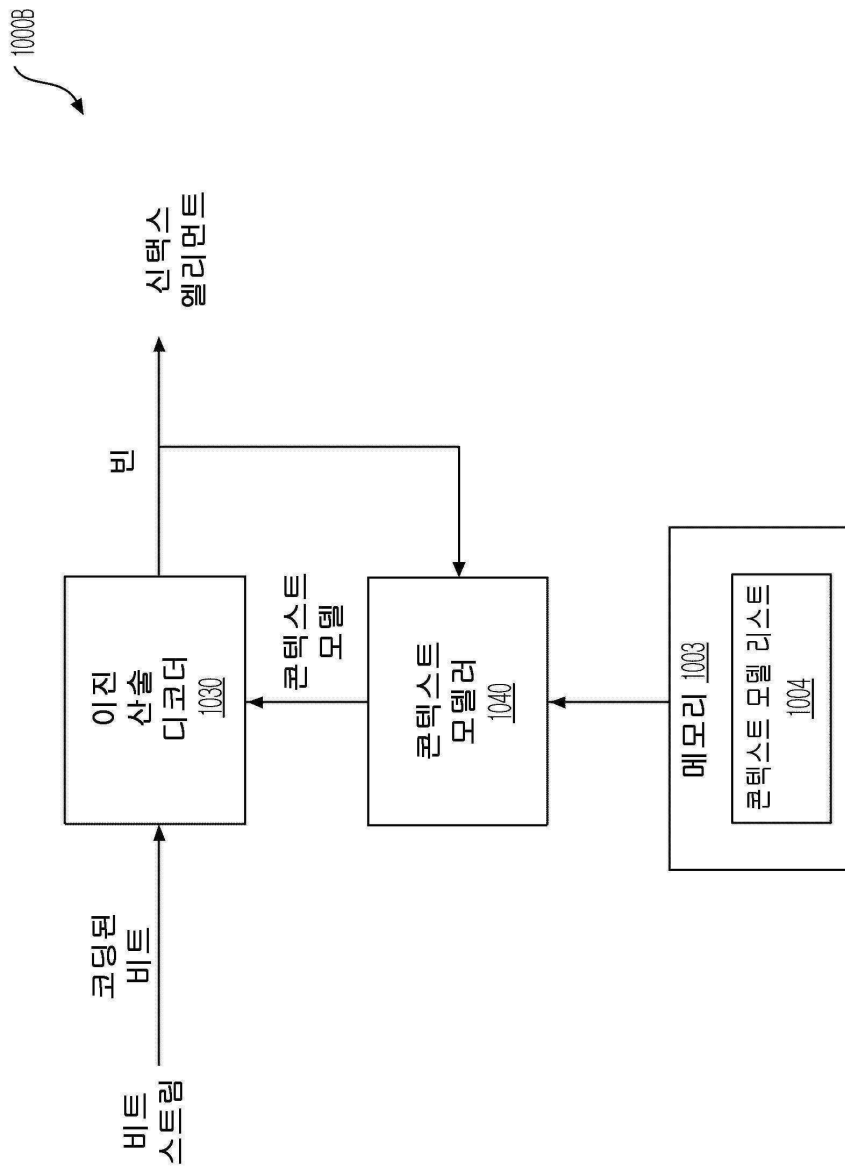 1000B
비트
스트림
코딩된
비트
이진
산술
디코더
1030
빈
신택스
엘리먼트
콘텍스트
모델
콘텍스트
모델러
1040
메모리 1003
콘텍스트 모델 리스트
1004